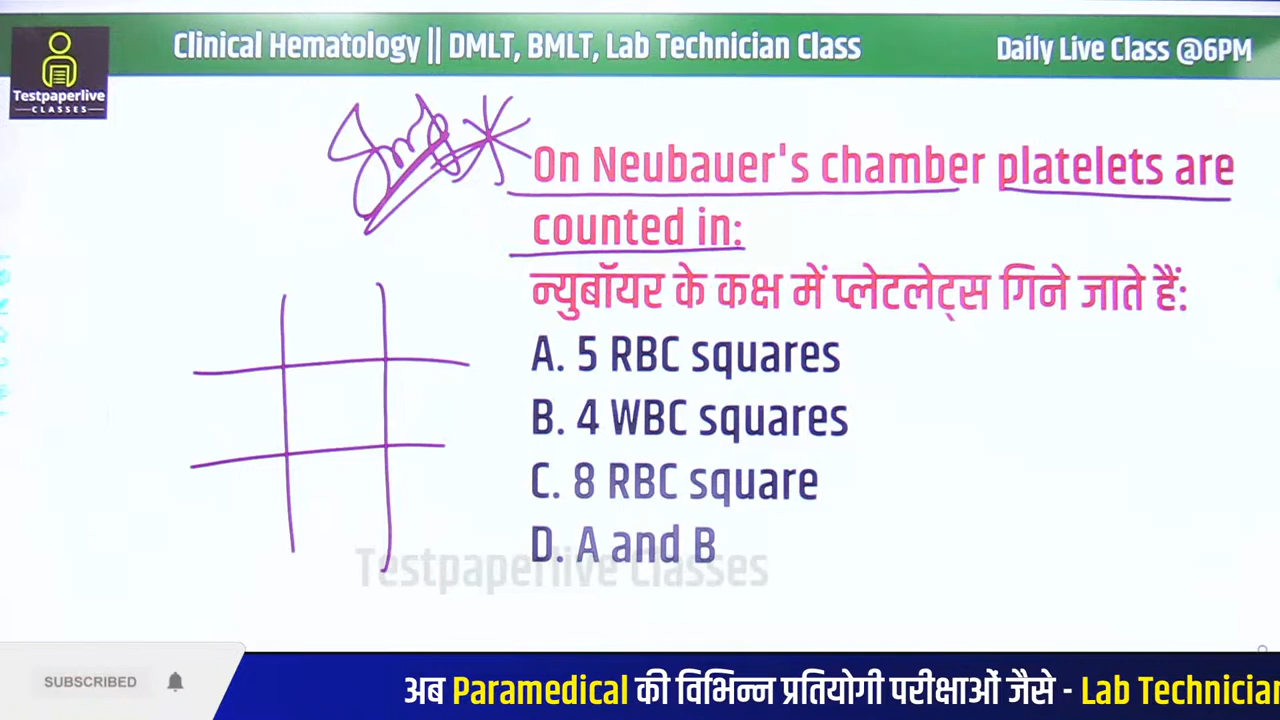 Clinical Hematology || DMLT, BMLT, Lab Technician Class
Daily Live Class @6PM
Testpaperlive
CLASSES
On Neubauer's chamber platelets are
counted in:
न्युबॉयर के कक्ष में प्लेटलेट्स गिने जाते हैं:
A. 5 RBC squares
B. 4 WBC squares
C. 8 RBC square
D. A and B
Testpaperlive Classes
SUBSCRIBED
अब Paramedical की विभिन्न प्रतियोगी परीक्षाओं जैसे - Lab Technician